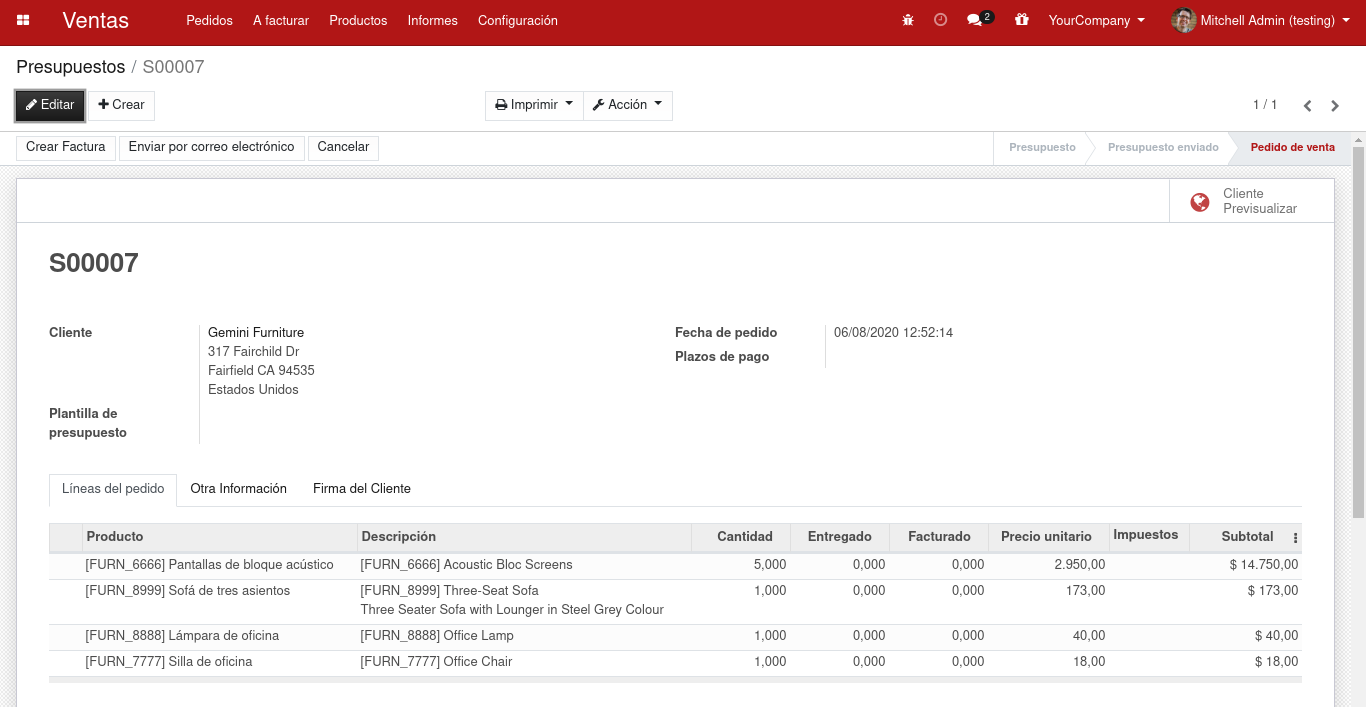 Ventas Pedidos A facturar Productos Informes Configuración 2 YourCompany Mitchell Admin (testing)
Presupuestos / S00007
Editar Crear Imprimir Acción 1 / 1
Crear Factura Enviar por correo electrónico Cancelar Presupuesto Presupuesto enviado Pedido de venta
Cliente
Previsualizar
S00007
Cliente Gemini Furniture Fecha de pedido 06/08/2020 12:52:14
317 Fairchild Dr Plazos de pago
Fairfield CA 94535
Estados Unidos
Plantilla de
presupuesto
Líneas del pedido Otra Información Firma del Cliente
Producto Descripción Cantidad Entregado Facturado Precio unitario Impuestos Subtotal
[FURN_6666] Pantallas de bloque acústico [FURN_6666] Acoustic Bloc Screens 5,000 0,000 0,000 2.950,00 $ 14.750,00
[FURN_8999] Sofá de tres asientos [FURN_8999] Three-Seat Sofa 1,000 0,000 0,000 173,00 $ 173,00
Three Seater Sofa with Lounger in Steel Grey Colour
[FURN_8888] Lámpara de oficina [FURN_8888] Office Lamp 1,000 0,000 0,000 40,00 $ 40,00
[FURN_7777] Silla de oficina [FURN_7777] Office Chair 1,000 0,000 0,000 18,00 $ 18,00